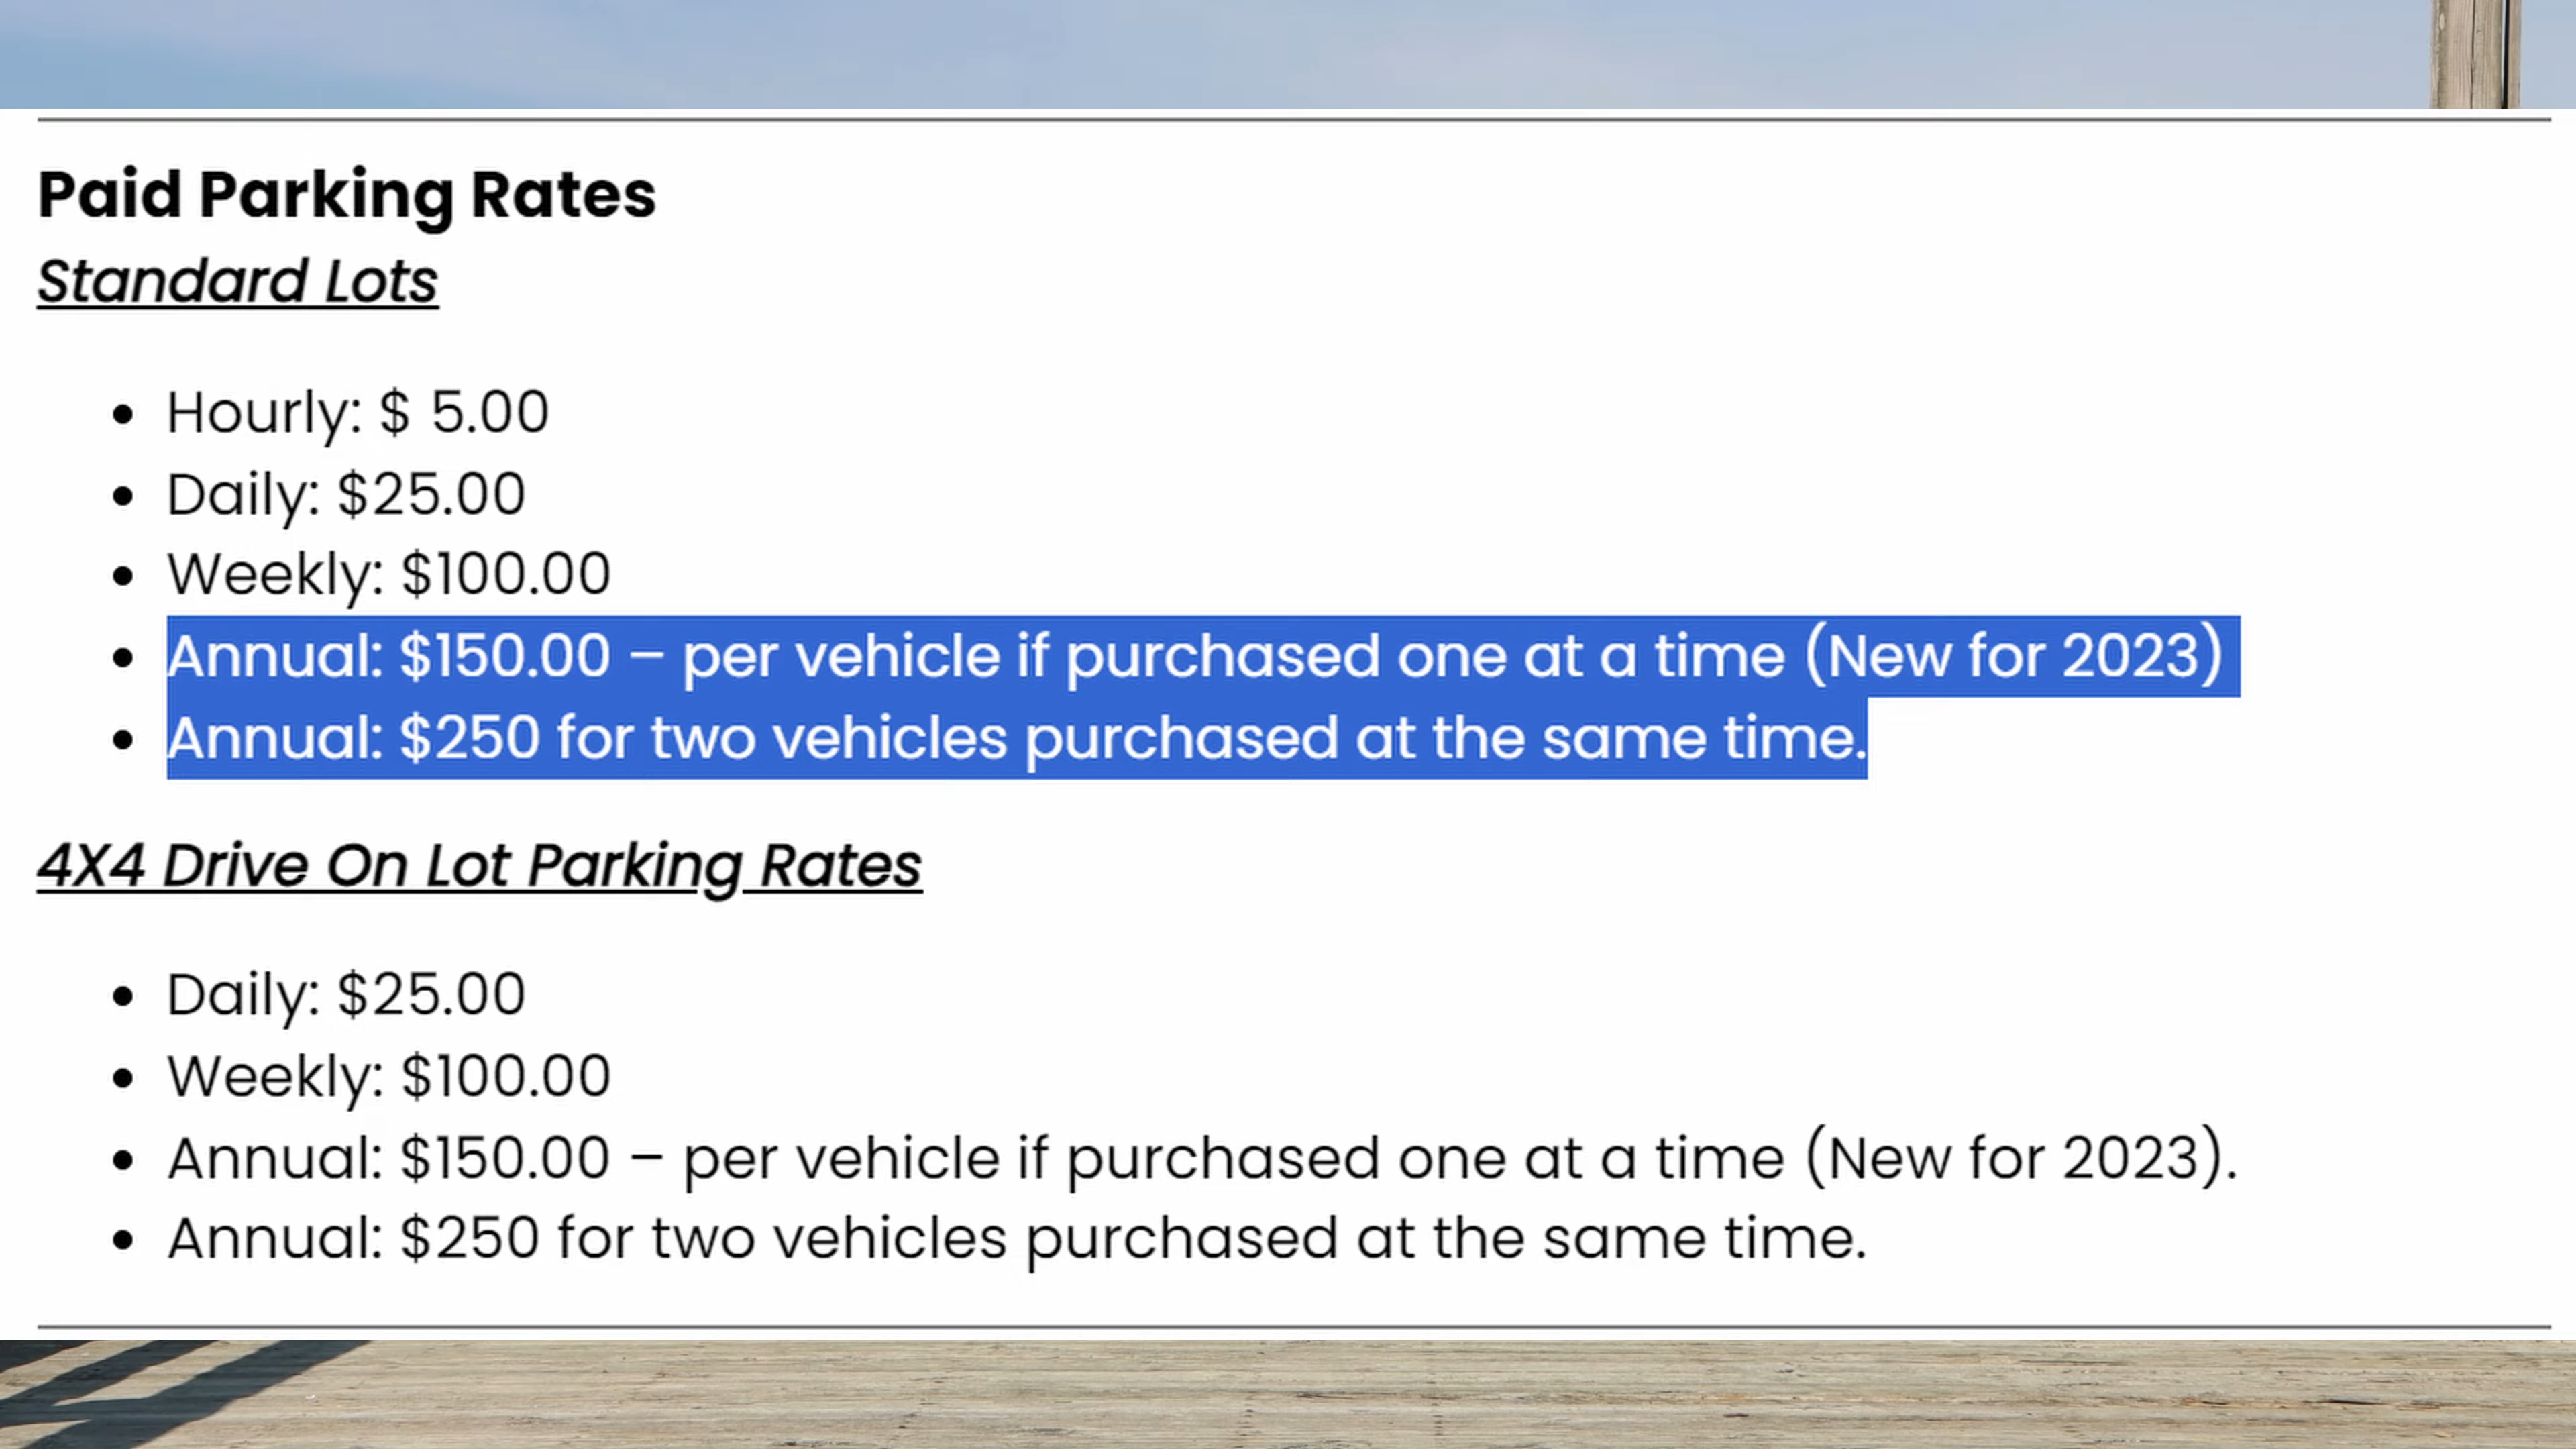 Paid Parking Rates
Standard Lots
• Hourly: $ 5.00
• Daily: $25.00
• Weekly: $100.00
• Annual: $150.00 – per vehicle if purchased one at a time (New for 2023)
• Annual: $250 for two vehicles purchased at the same time.
4X4 Drive On Lot Parking Rates
• Daily: $25.00
• Weekly: $100.00
• Annual: $150.00 – per vehicle if purchased one at a time (New for 2023).
• Annual: $250 for two vehicles purchased at the same time.